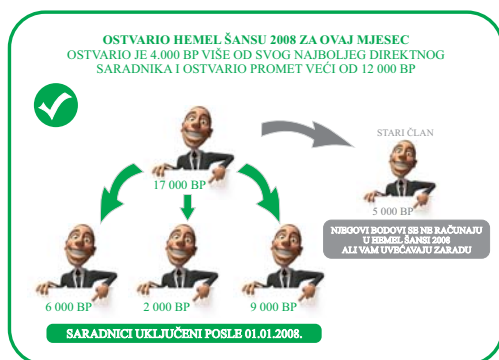 OSTVARIO HEMEL ŠANSU 2008 ZA OVAJ MJESEC
OSTVARIO JE 4.000 BP VIŠE OD SVOG NAJBOLJEG DIREKTNOG
SARADNIKA I OSTVARIO PROMET VEĆI OD 12 000 BP
STARI ČLAN
17 000 BP
5 000 BP
NJEGOVI BODOVI SE NE RAČUNAJU
U HEMEL ŠANSI 2008
ALI VAM UVEĆAVAJU ZARADU
6 000 BP
2 000 BP
9 000 BP
SARADNICI UKLJUČENI POSLE 01.01.2008.